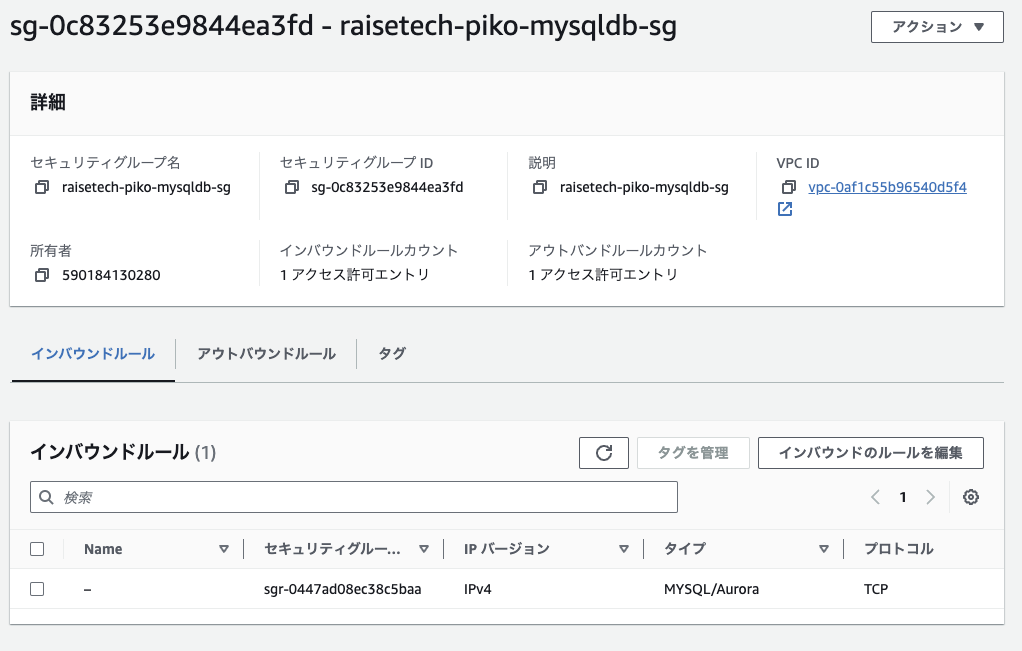 sg-0c83253e9844ea3fd - raisetech-piko-mysqldb-sg
アクション ▼
詳細
セキュリティグループ名
raisetech-piko-mysqldb-sg
セキュリティグループ ID
sg-0c83253e9844ea3fd
説明
raisetech-piko-mysqldb-sg
VPC ID
vpc-0af1c55b96540d5f4
所有者
590184130280
インバウンドルールカウント
1 アクセス許可エントリ
アウトバンドルールカウント
1 アクセス許可エントリ
インバウンドルール
アウトバウンドルール
タグ
インバウンドルール (1)
タグを管理
インバウンドのルールを編集
検索
1
Name
セキュリティグルー...
IP バージョン
タイプ
プロトコル
–
sgr-0447ad08ec38c5baa
IPv4
MYSQL/Aurora
TCP